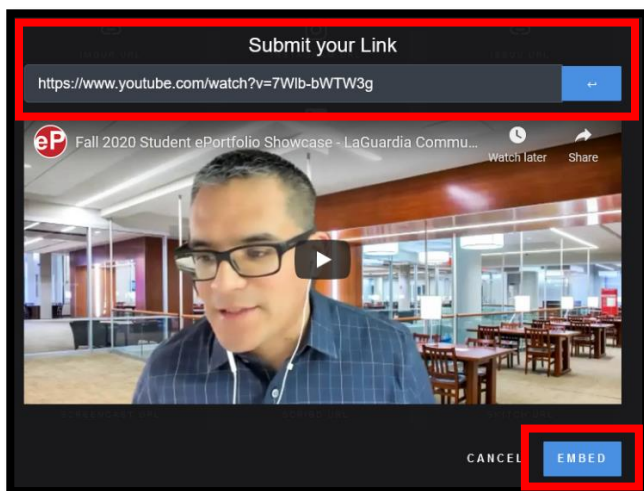 Submit your Link
https://www.youtube.com/watch?v=7Wlb-bWTW3g
eP Fall 2020 Student ePortfolio Showcase - LaGuardia Commu...
Watch later Share
CANCEL EMBED